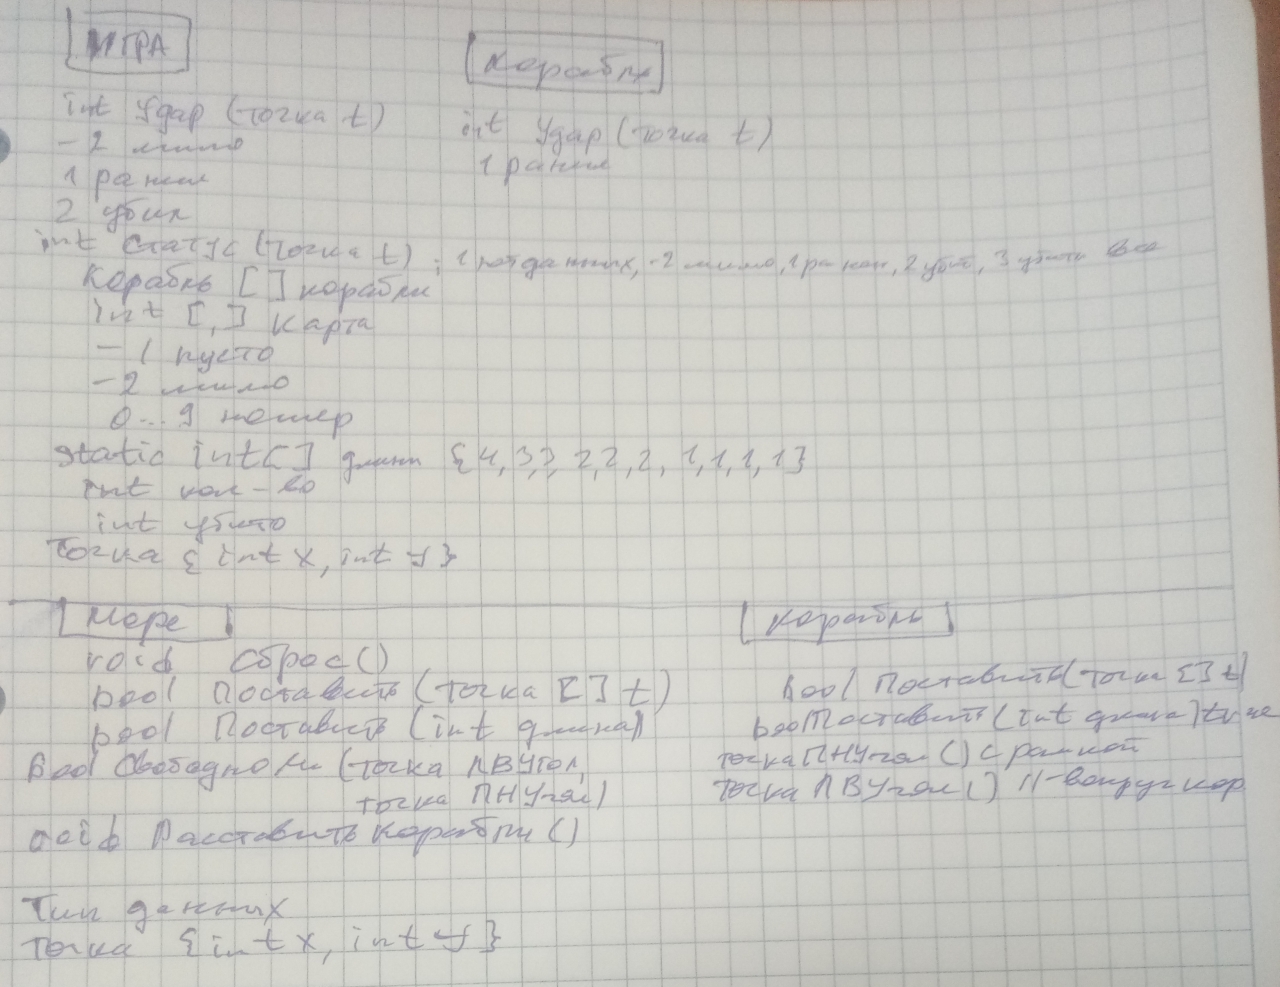 ИГРА
Корабль
int Удар (точка t)
-2 мимо
1 ранил
2 убил
int Удар (точка t)
1 ранил
int Статус (точка t) ; 1 нет данных, -2 мимо, 1 ранен, 2 убит, 3 убиты все
Корабль [ ] корабли
int [,] карта
-1 пусто
-2 мимо
0...9 номер
static int[] длины {4,3,3,2,2,2,1,1,1,1}
int кол-во
int убито
Точка {int x, int y}
Море
void Сброс()
bool Поставить (точка [] t)
bool Поставить (int длина)
Bool Свободно ли (точка ЛВУгол,
точка ПНУгол)
void Расставить корабли ()
Корабль
bool Поставить (точка [] t)
bool Поставить (int длина) true
точка ПНУгол () с рамкой
точка ЛВУгол () //-вокруг кор
Тип данных
точка {int x, int y}